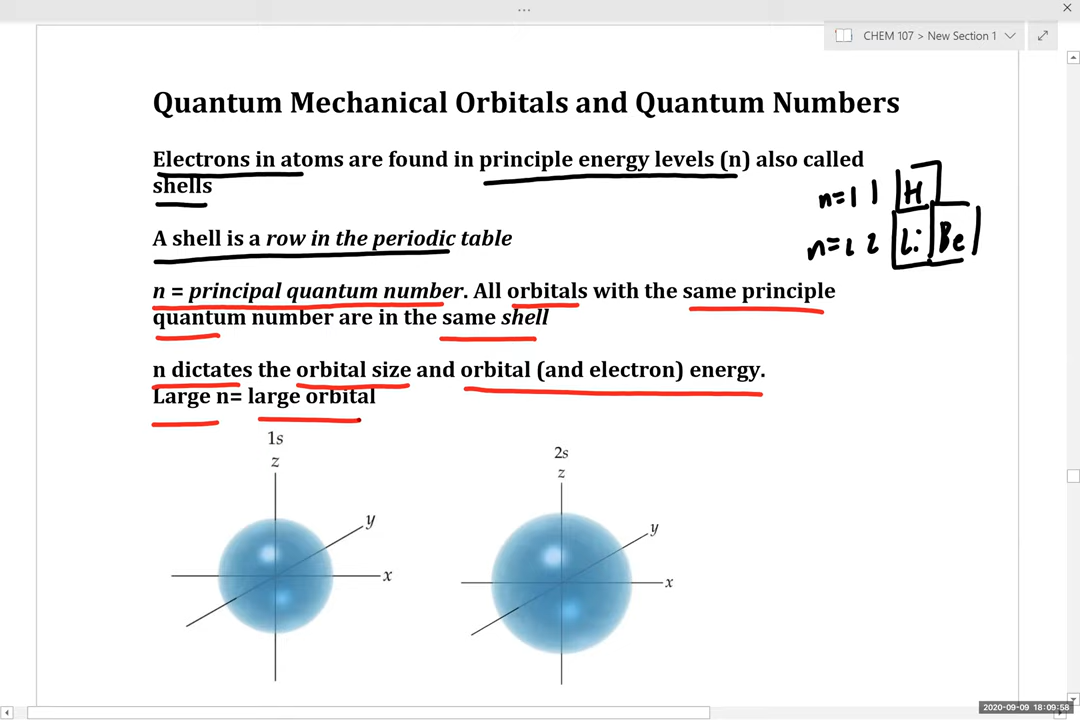 CHEM 107 > New Section 1
Quantum Mechanical Orbitals and Quantum Numbers
Electrons in atoms are found in principle energy levels (n) also called
shells
n=1 1 H
A shell is a row in the periodic table
n=2 2 Li Be
n = principal quantum number. All orbitals with the same principle
quantum number are in the same shell
n dictates the orbital size and orbital (and electron) energy.
Large n= large orbital
1s
z
y
x
2s
z
y
x
2020-09-09 18:09:58